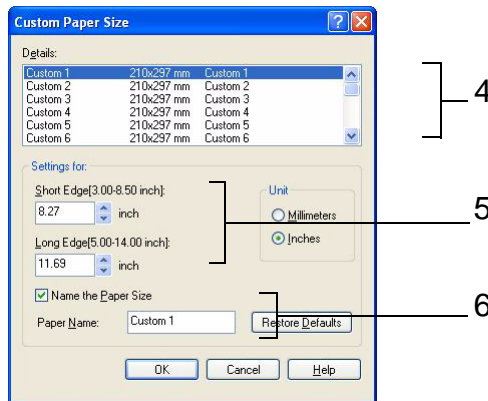 Custom Paper Size
Details:
Custom 1 210x297 mm Custom 1
Custom 2 210x297 mm Custom 2
Custom 3 210x297 mm Custom 3
Custom 4 210x297 mm Custom 4
Custom 5 210x297 mm Custom 5
Custom 6 210x297 mm Custom 6
4
Settings for:
Short Edge[3.00-8.50 inch]:
8.27 inch
Unit
Millimeters
Inches
5
Long Edge[5.00-14.00 inch]:
11.69 inch
Name the Paper Size
Paper Name: Custom 1 Restore Defaults
6
OK Cancel Help